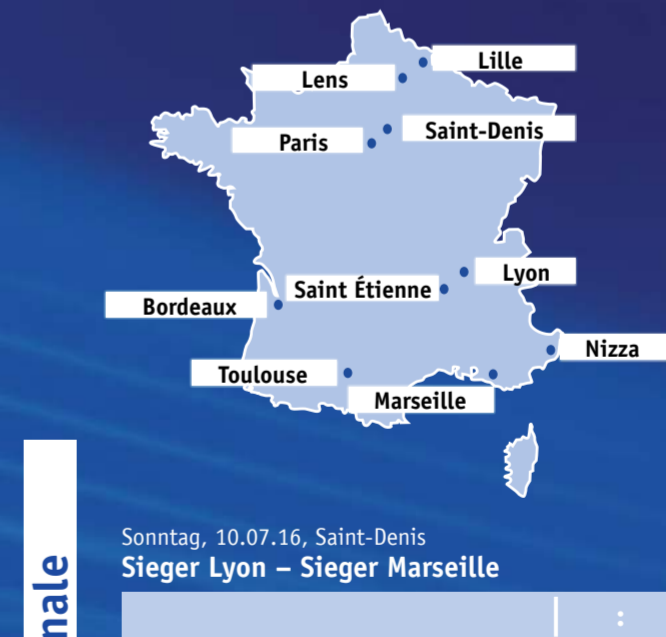 Lille
Lens
Saint-Denis
Paris
Lyon
Saint Étienne
Bordeaux
Nizza
Toulouse
Marseille
Sonntag, 10.07.16, Saint-Denis
Sieger Lyon – Sieger Marseille
:
nale